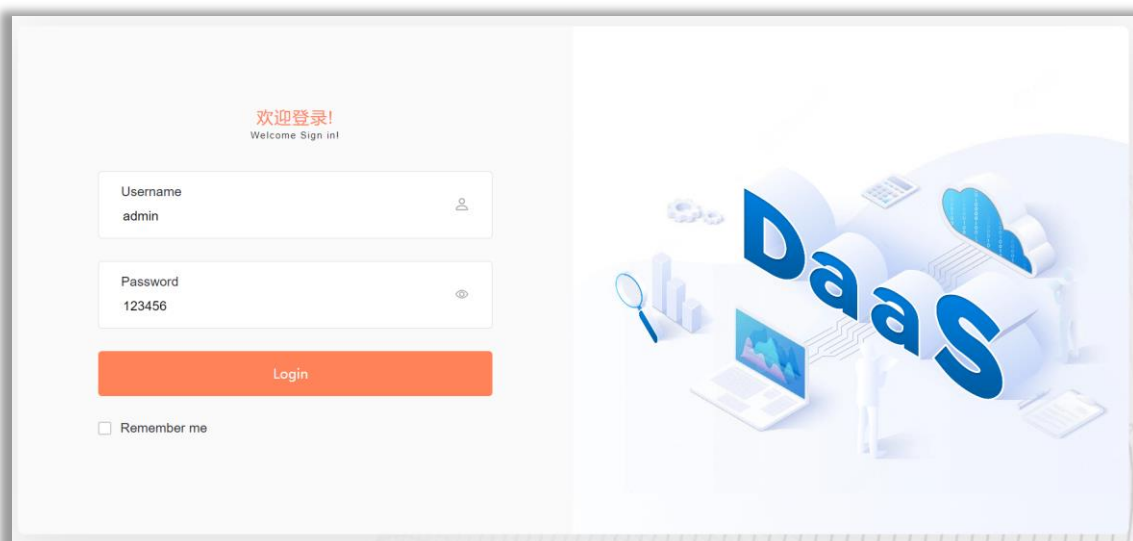 欢迎登录!
Welcome Sign in!
Username
admin
Password
123456
Login
Remember me
DaaS